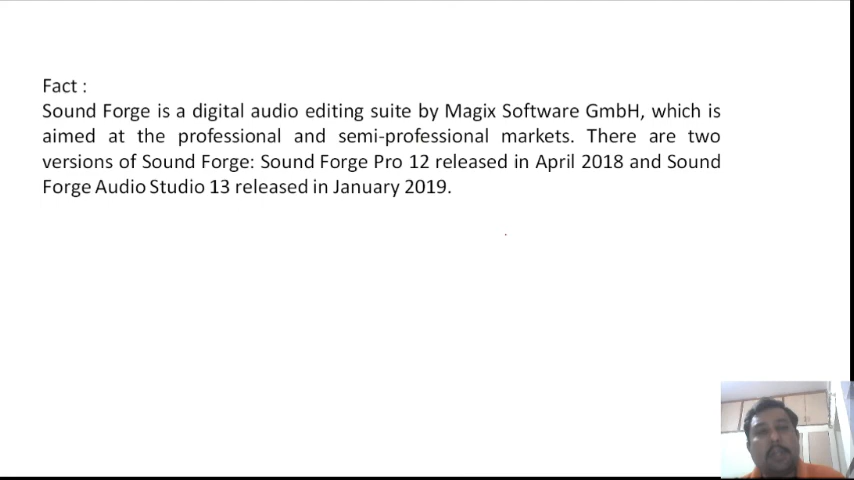 Fact :
Sound Forge is a digital audio editing suite by Magix Software GmbH, which is
aimed at the professional and semi-professional markets. There are two
versions of Sound Forge: Sound Forge Pro 12 released in April 2018 and Sound
Forge Audio Studio 13 released in January 2019.